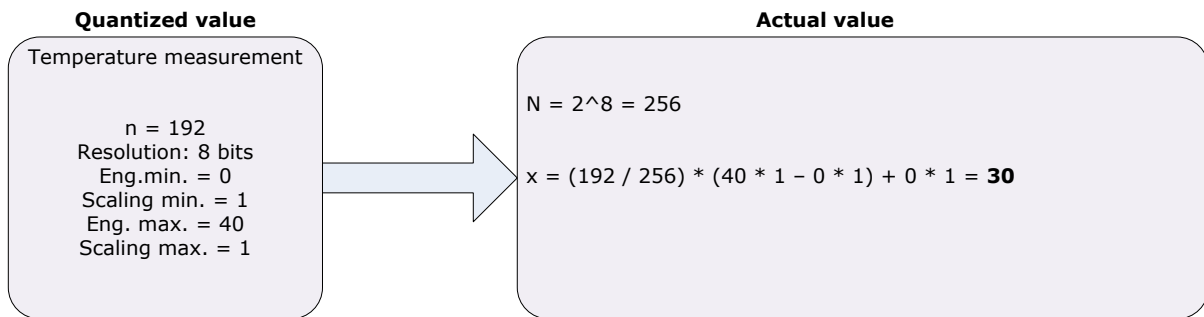 Quantized value
Temperature measurement
n = 192
Resolution: 8 bits
Eng.min. = 0
Scaling min. = 1
Eng. max. = 40
Scaling max. = 1
Actual value
N = 2^8 = 256
x = (192 / 256) * (40 * 1 – 0 * 1) + 0 * 1 = 30